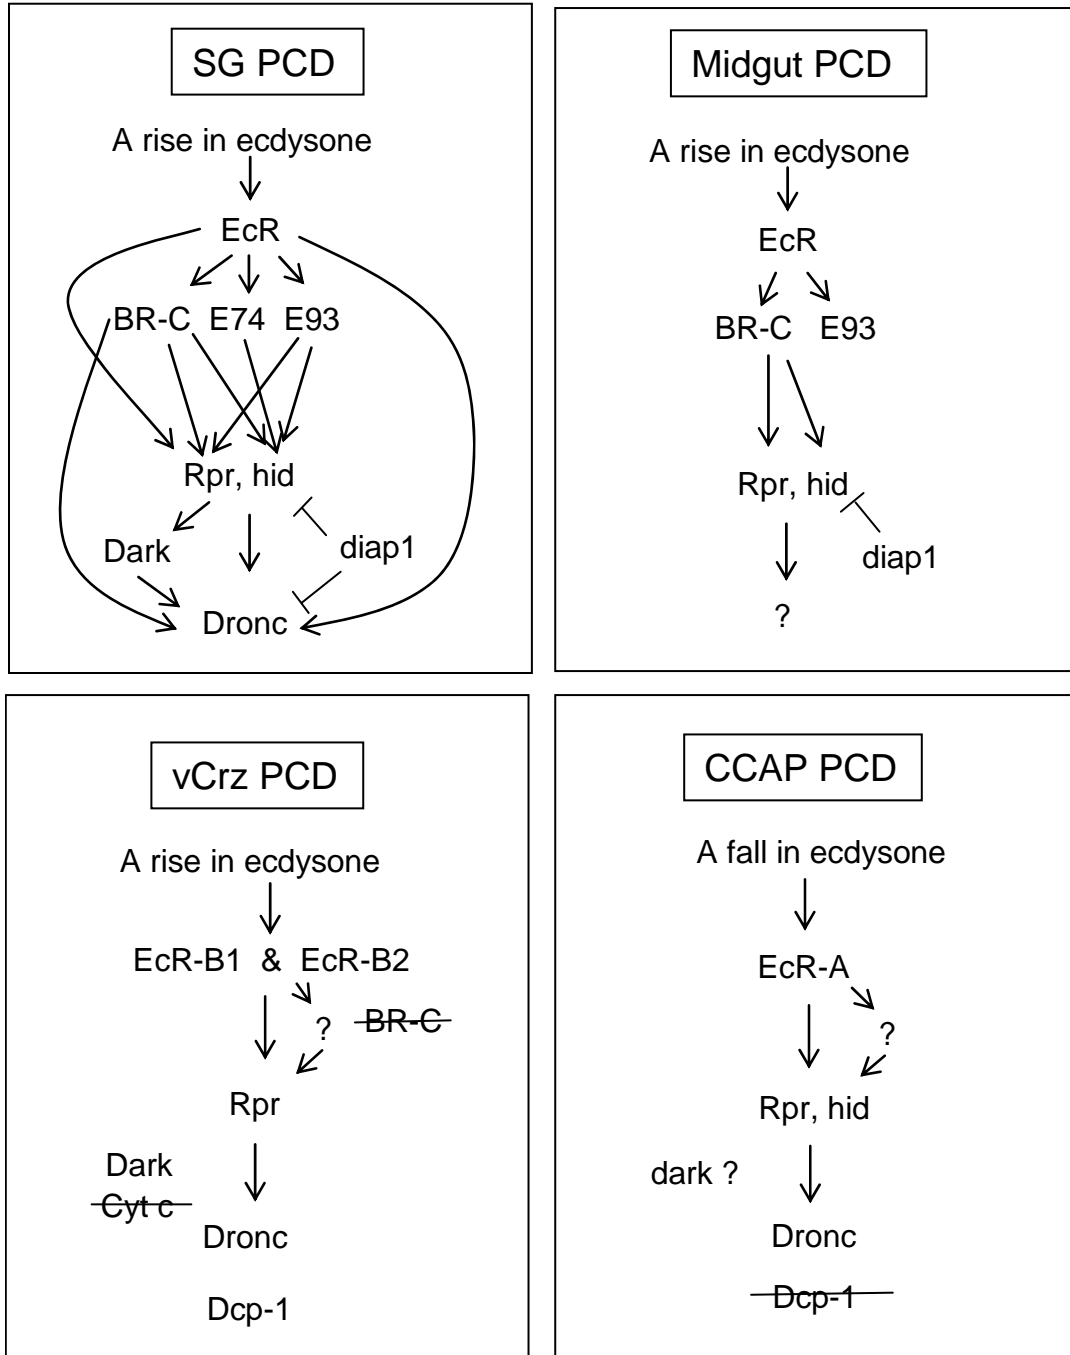 SG PCD
A rise in ecdysone
EcR
BR-C E74 E93
Rpr, hid
Dark
diap1
Dronc
Midgut PCD
A rise in ecdysone
EcR
BR-C E93
Rpr, hid
diap1
?
vCrz PCD
A rise in ecdysone
EcR-B1 & EcR-B2
? BR-C
Rpr
Dark
Cyt c
Dronc
Dcp-1
CCAP PCD
A fall in ecdysone
EcR-A
?
Rpr, hid
dark ?
Dronc
Dcp-1